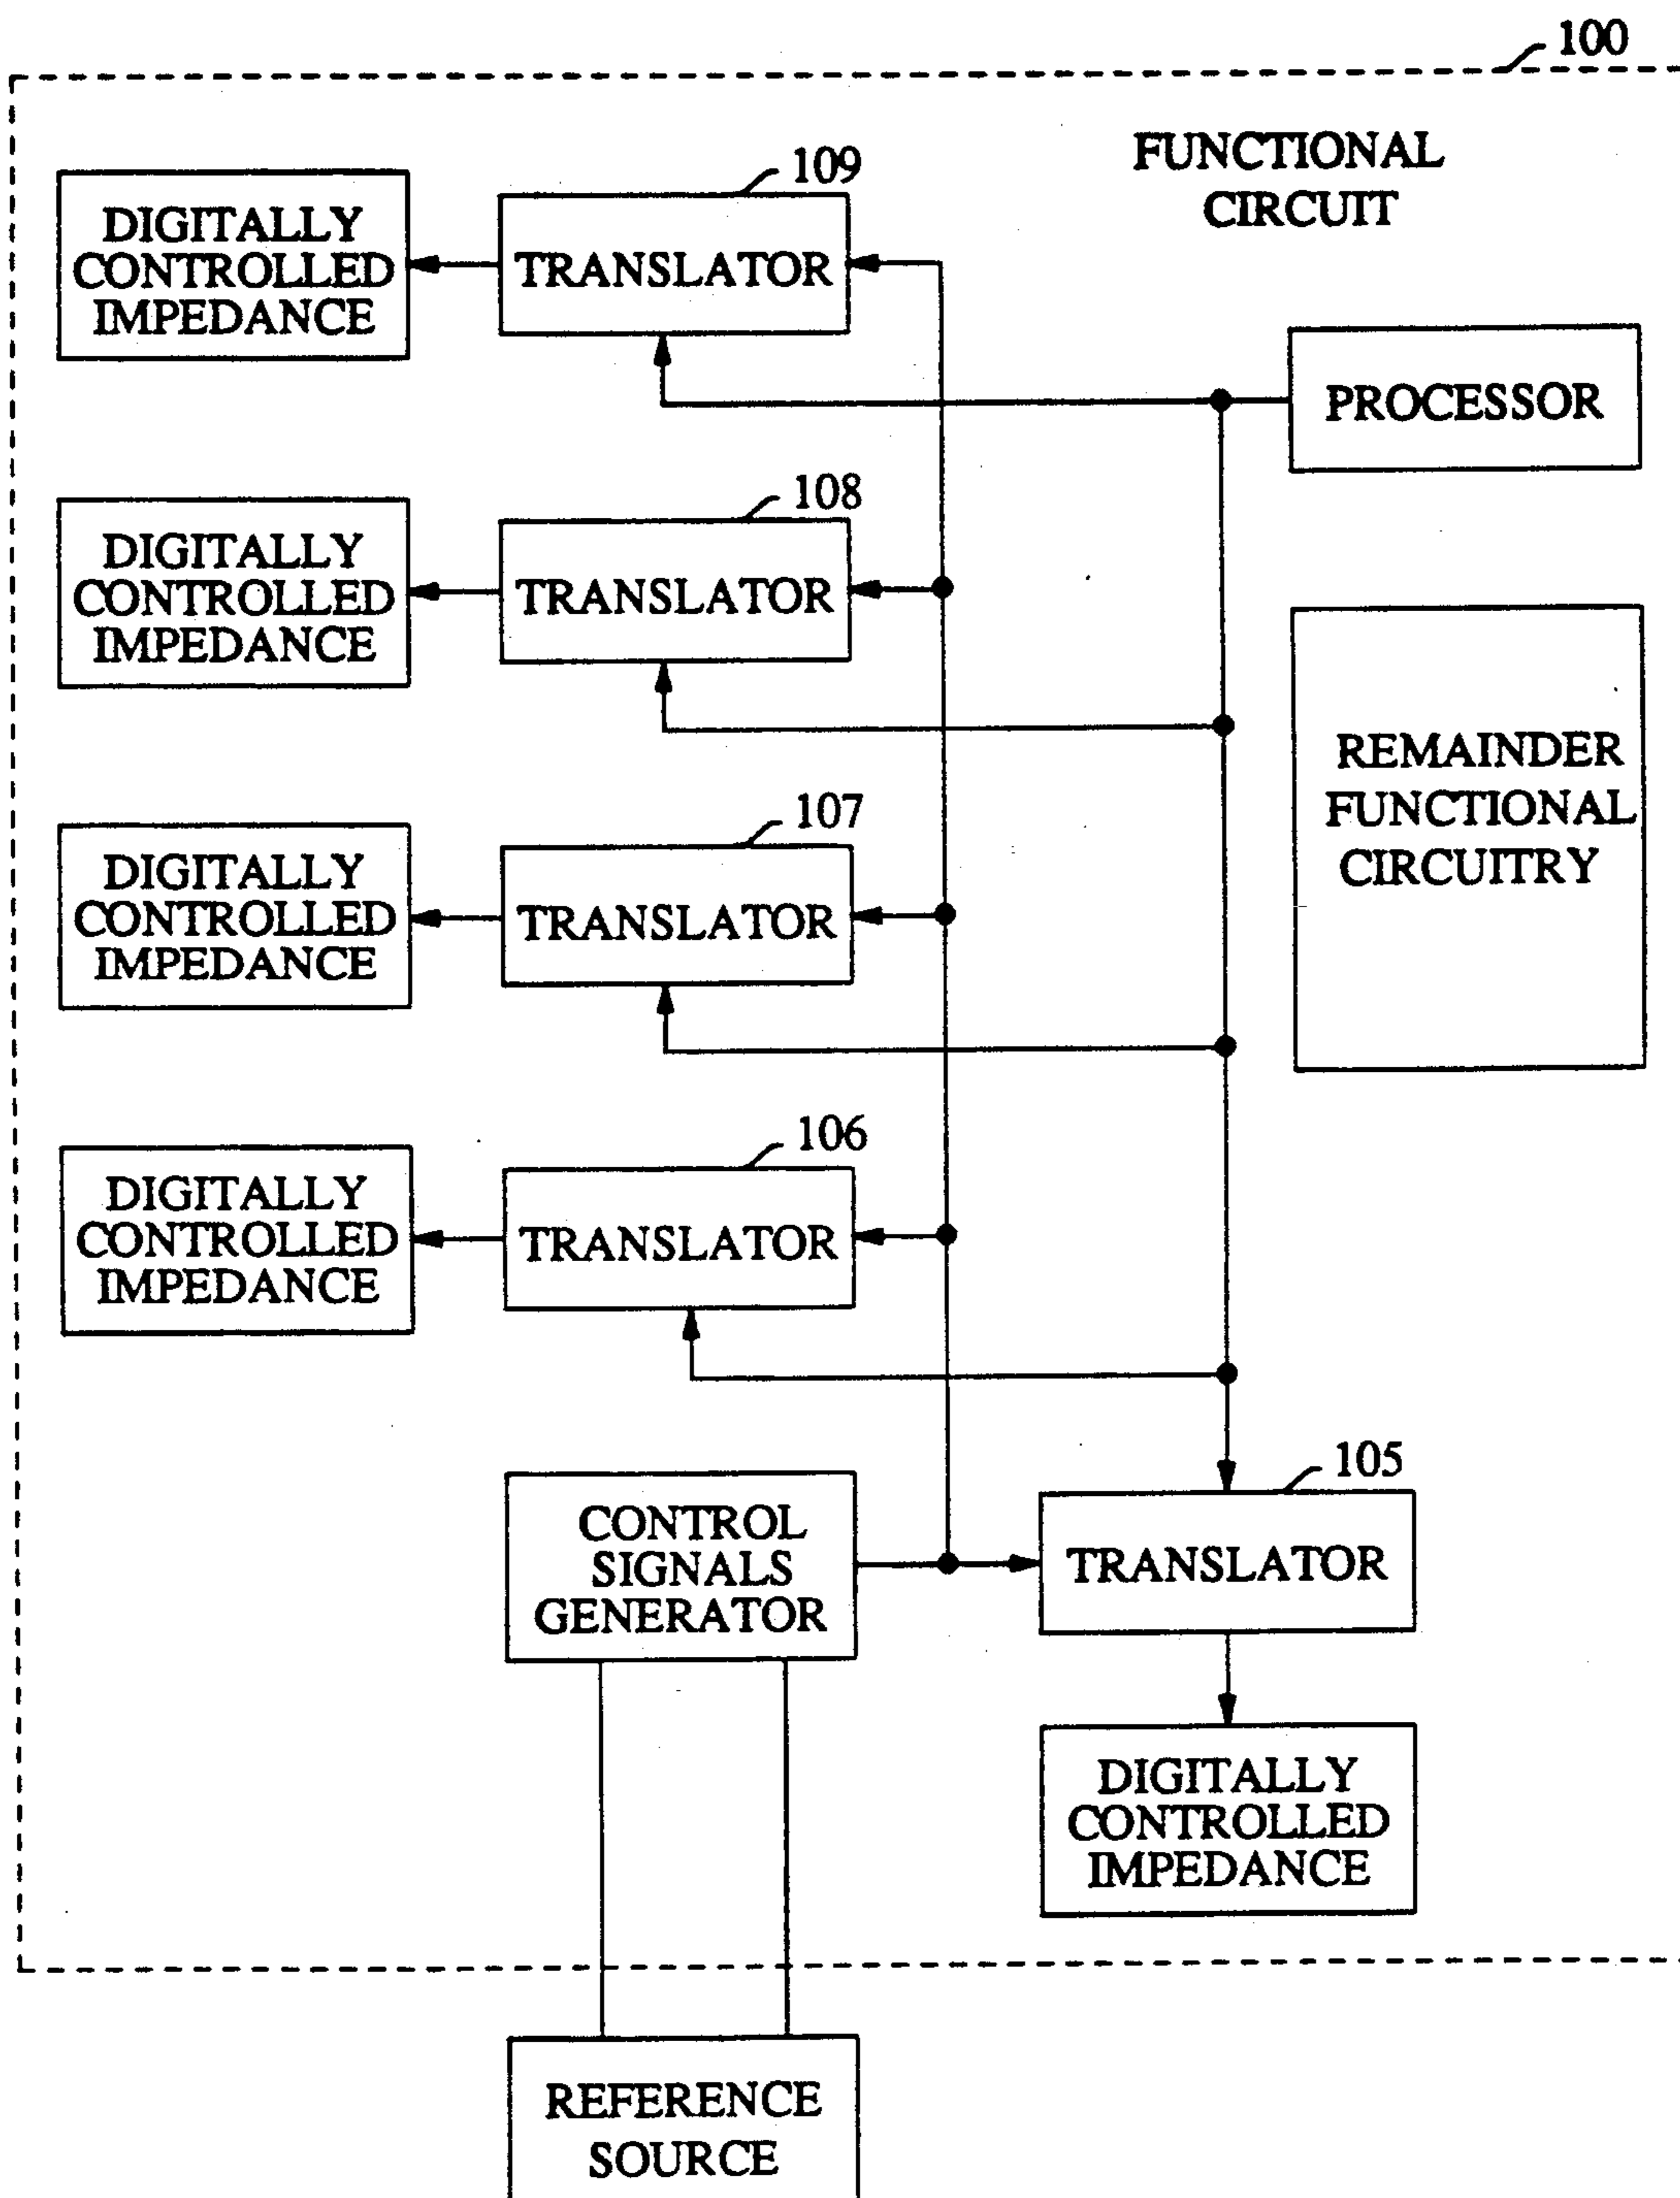 100
FUNCTIONAL
CIRCUIT
109
DIGITALLY
CONTROLLED
IMPEDANCE
TRANSLATOR
PROCESSOR
108
DIGITALLY
CONTROLLED
IMPEDANCE
TRANSLATOR
REMAINDER
FUNCTIONAL
CIRCUITRY
107
DIGITALLY
CONTROLLED
IMPEDANCE
TRANSLATOR
106
DIGITALLY
CONTROLLED
IMPEDANCE
TRANSLATOR
CONTROL
SIGNALS
GENERATOR
105
TRANSLATOR
DIGITALLY
CONTROLLED
IMPEDANCE
REFERENCE
SOURCE